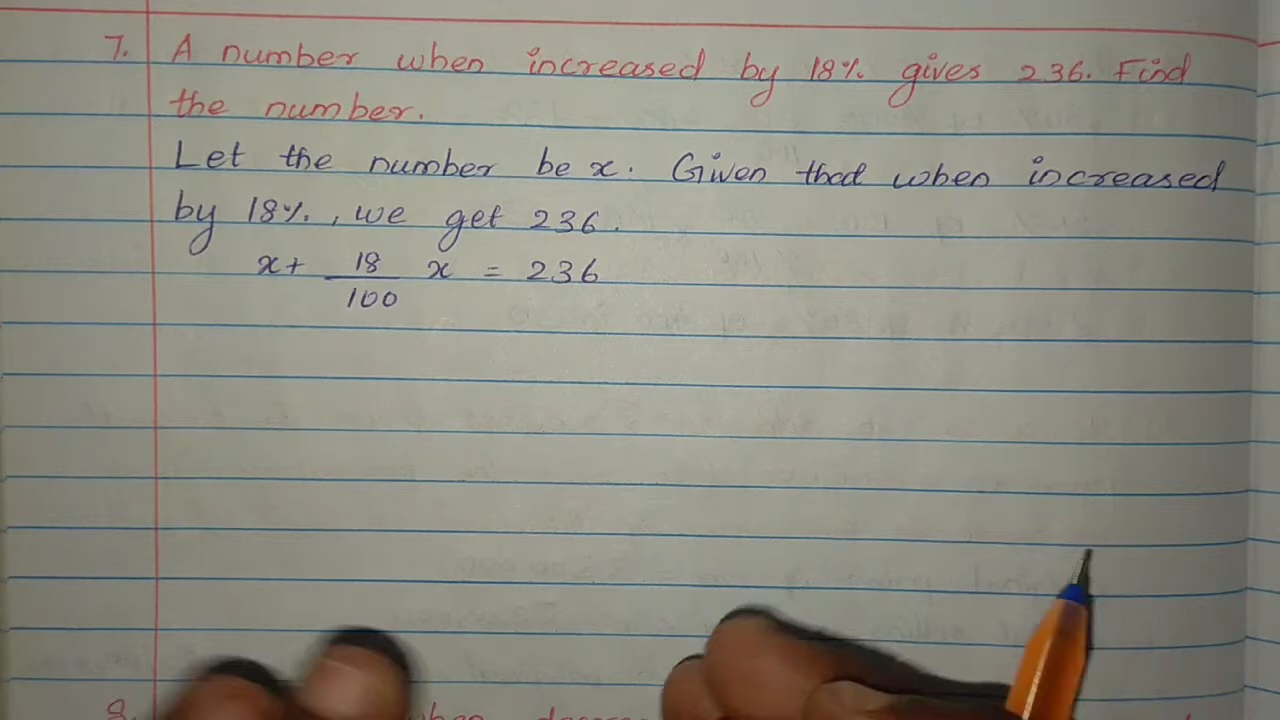 7. A number when increased by 18% gives 236. Find
the number.
Let the number be x. Given that when increased
by 18%, we get 236.
x + 18/100 x = 236
8.